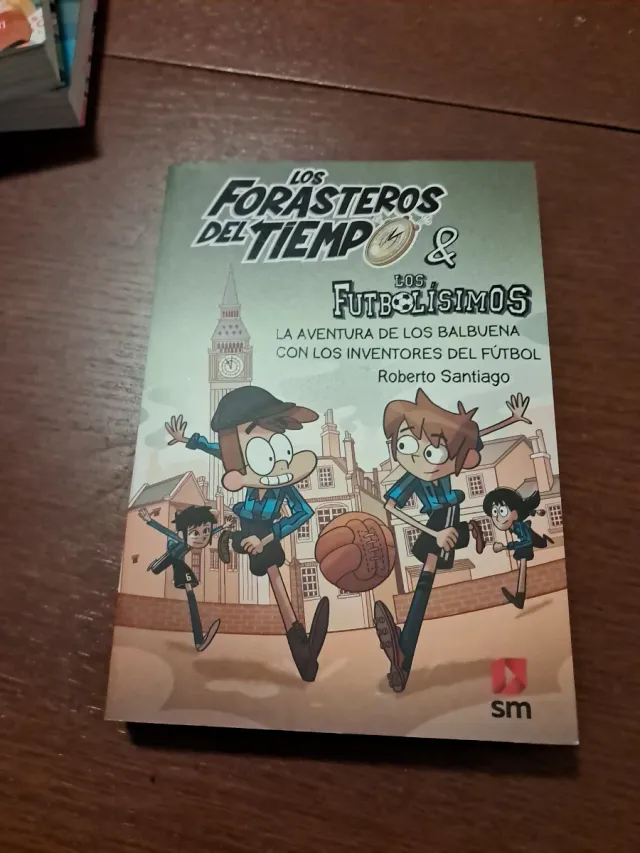 LOS
FORASTEROS
DEL TIEMPO
&
LOS
FUTBOLÍSIMOS
LA AVENTURA DE LOS BALBUENA
CON LOS INVENTORES DEL FÚTBOL
Roberto Santiago
6
sm